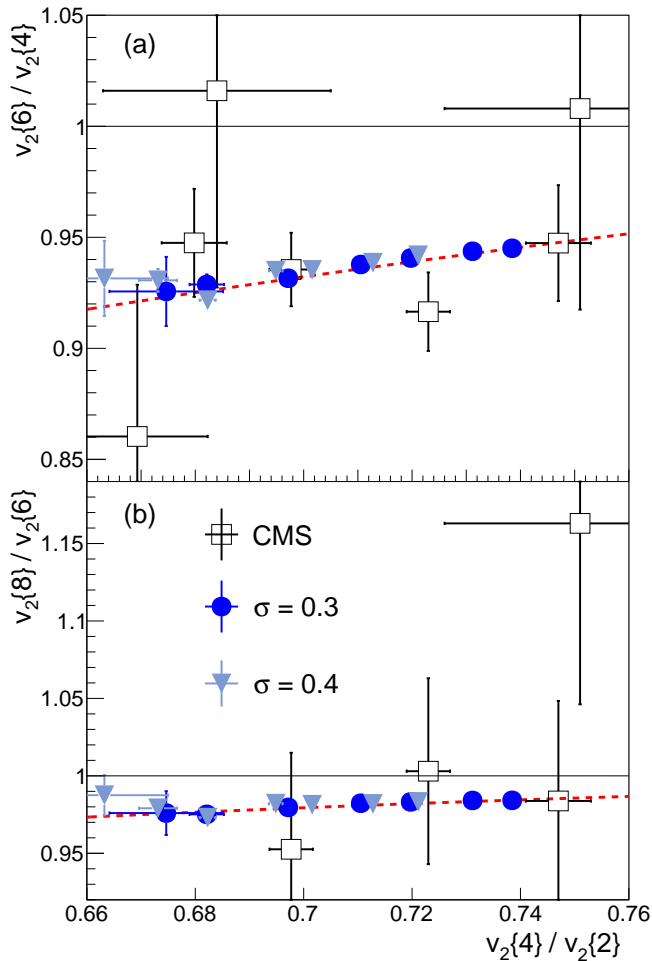 (a)
v₂{6} / v₂{4}
1.05
1
0.95
0.9
0.85
(b)
v₂{8} / v₂{6}
1.15
1.1
1.05
1
0.95
CMS
σ = 0.3
σ = 0.4
0.66 0.68 0.7 0.72 0.74 0.76
v₂{4} / v₂{2}